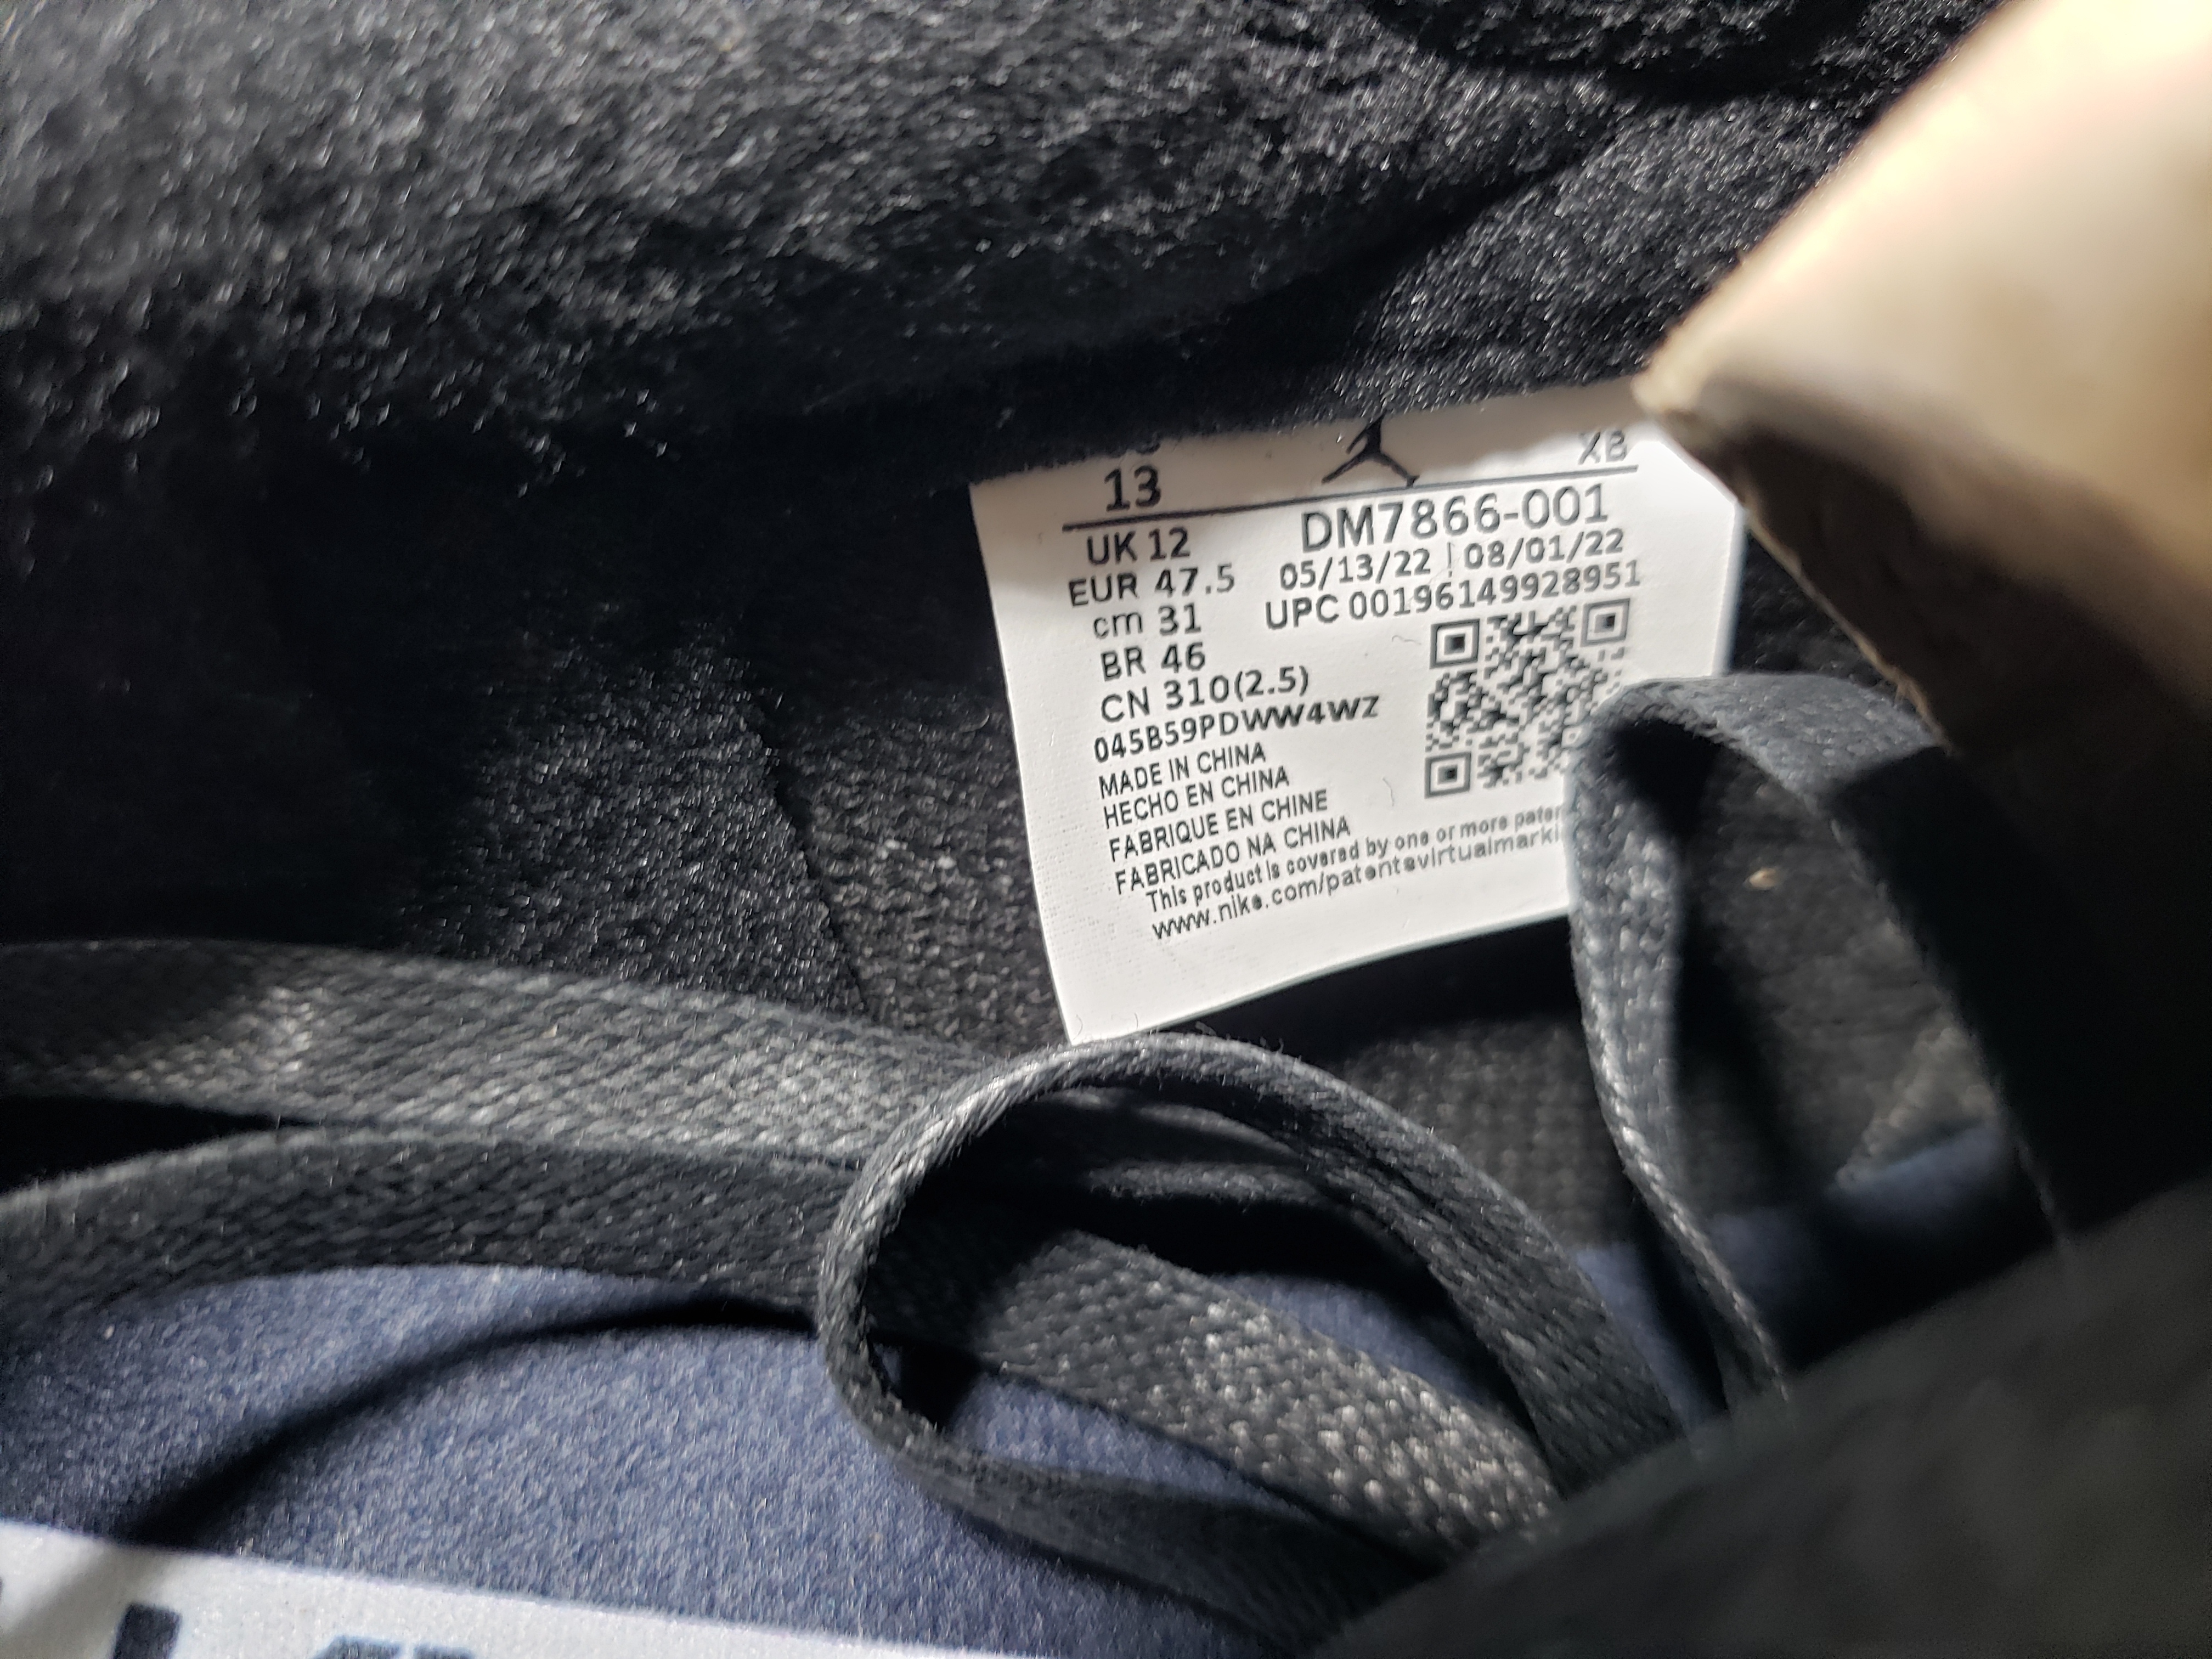 13 XB
UK 12
EUR 47.5
cm 31
BR 46
CN 310(2.5)
045B59PDWW4WZ
DM7866-001
05/13/22 | 08/01/22
UPC 00196149928951
MADE IN CHINA
HECHO EN CHINA
FABRIQUE EN CHINE
FABRICADO NA CHINA
This product is covered by one or more
www.nike.com/patentsvirtualmarki